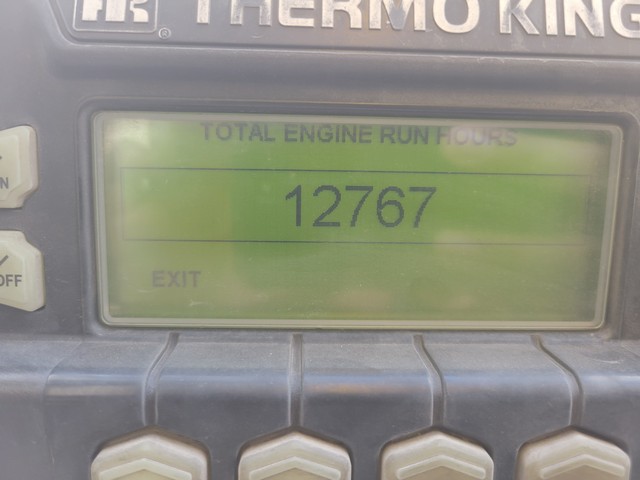 THERMO KING
®
TOTAL ENGINE RUN HOURS
12767
EXIT
OFF